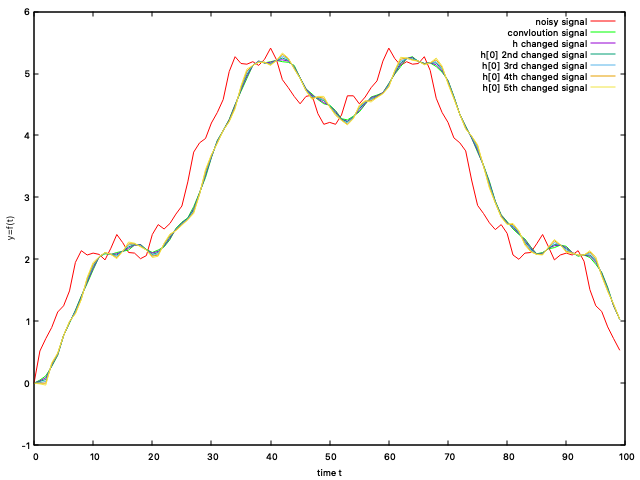 6
5
4
3
2
1
0
-1
y=f(t)
noisy signal
convloution signal
h changed signal
h[0] 2nd changed signal
h[0] 3rd changed signal
h[0] 4th changed signal
h[0] 5th changed signal
0 10 20 30 40 50 60 70 80 90 100
time t